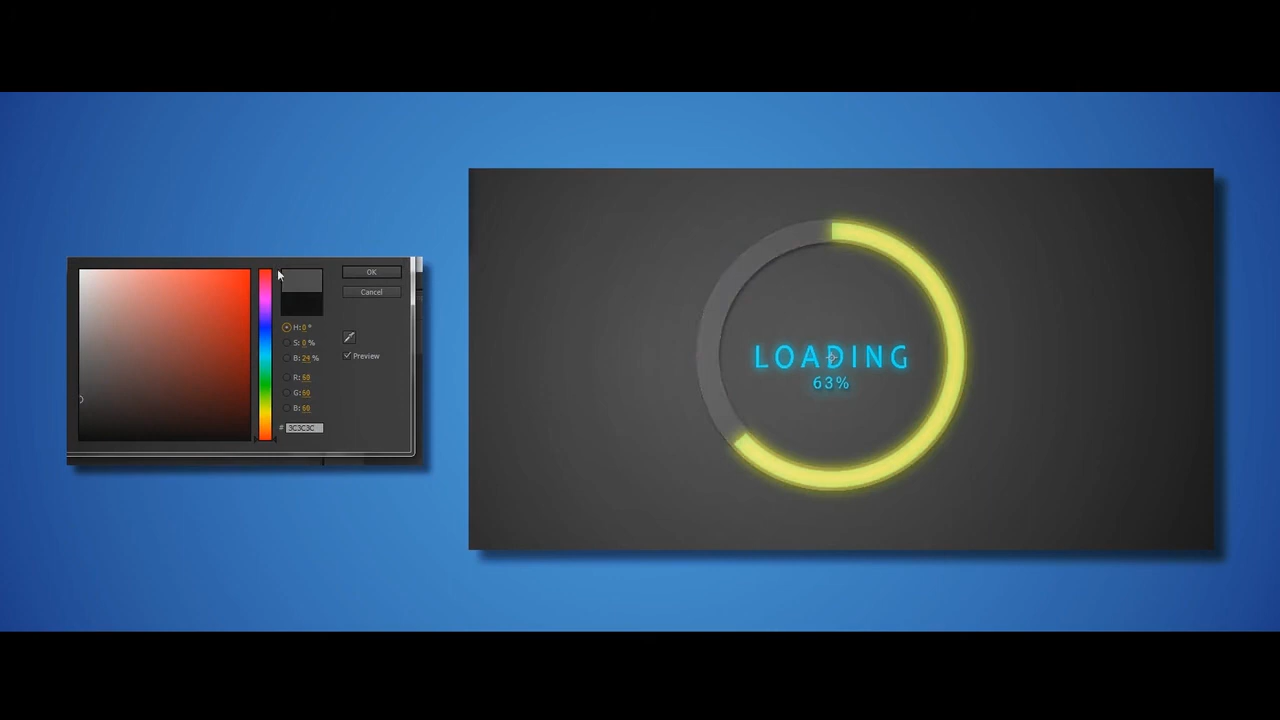 OK
Cancel
H: 0 °
S: 0 %
B: 24 %
Preview
R: 60
G: 60
B: 60
# 3C3C3C
LOADING
63%